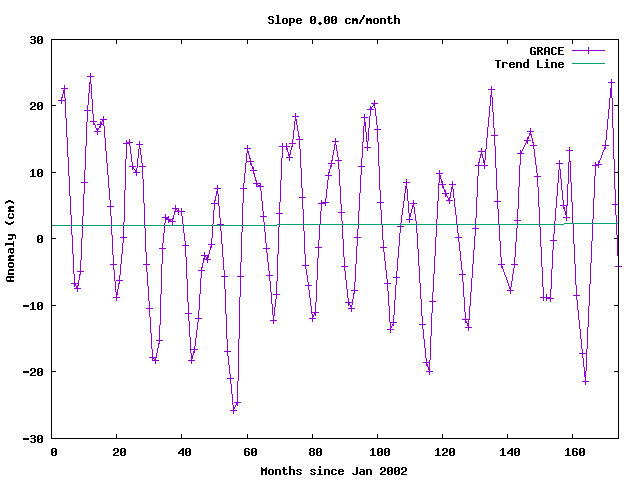 Slope 0.00 cm/month
GRACE
Trend Line
30
20
10
0
-10
-20
-30
Anomaly (cm)
0 20 40 60 80 100 120 140 160
Months since Jan 2002